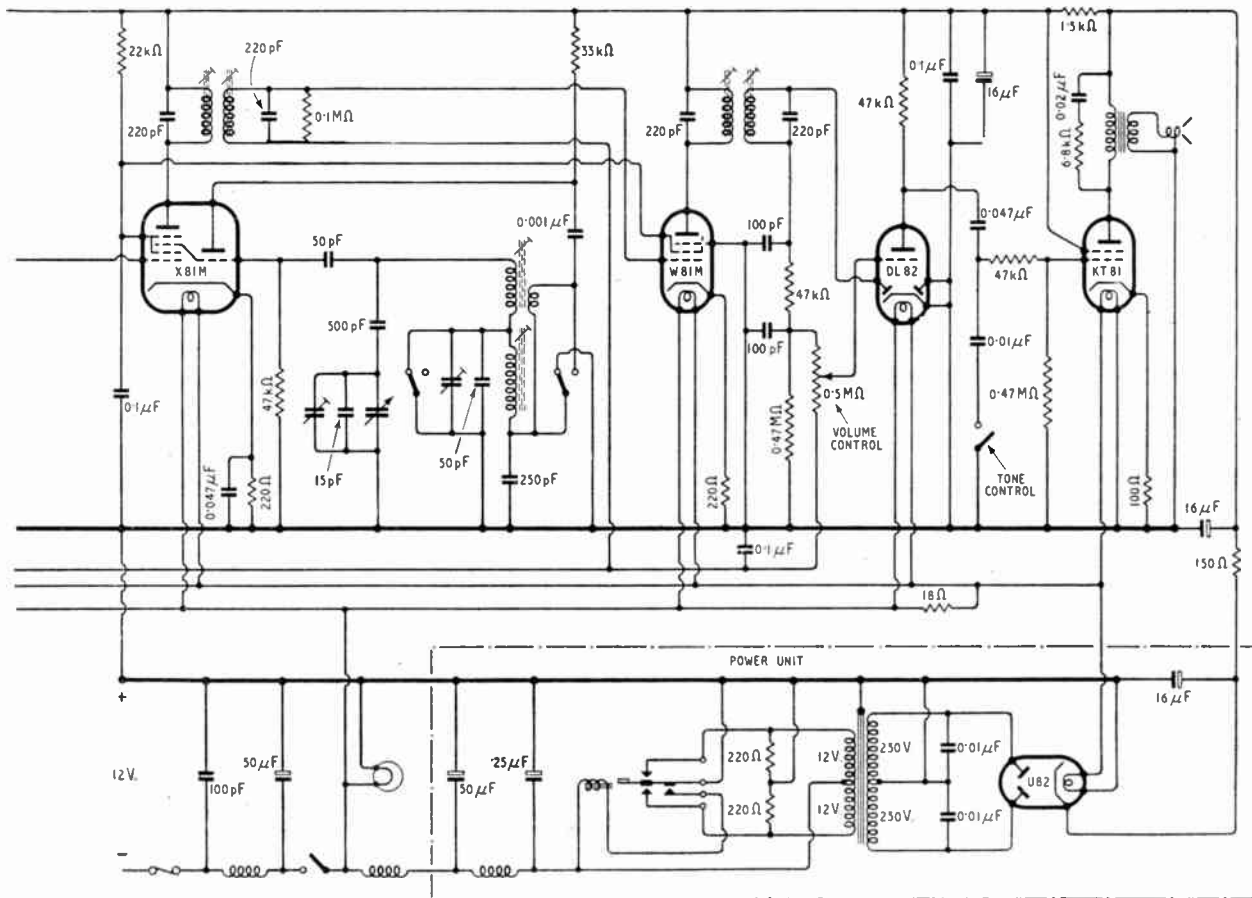 22kΩ
220pF
220pF
0·1MΩ
33kΩ
220pF
220pF
47kΩ
0·1μF
16μF
1·5kΩ
0·02μF
6·8kΩ
X81M
50pF
0·001μF
W81M
100pF
DL82
0·047μF
47kΩ
KT81
500pF
47kΩ
100pF
0·01μF
0·1μF
47kΩ
15pF
50pF
0·5MΩ
VOLUME
CONTROL
0·47MΩ
0·47MΩ
TONE
CONTROL
0·047μF
220Ω
250pF
220Ω
100Ω
16μF
0·1μF
150Ω
18Ω
POWER UNIT
+
16μF
12V.
100pF
50μF
50μF
·25μF
220Ω
220Ω
12V.
12V.
250V.
250V.
0·01μF
0·01μF
U82
−